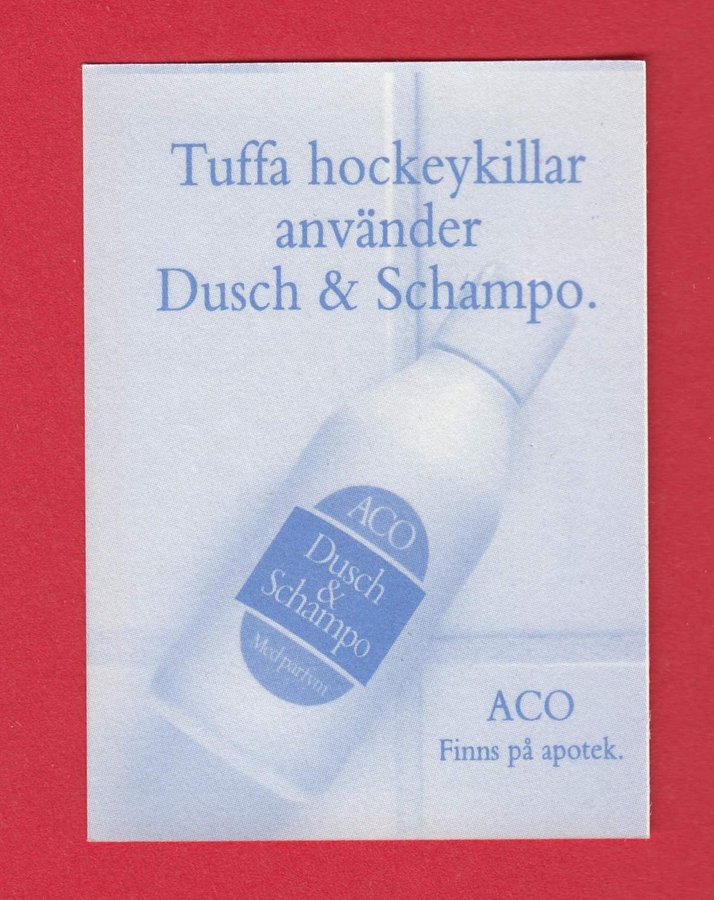 Tuffa hockeykillar
använder
Dusch & Schampo.
ACO
Dusch
&
Schampo
Med parfym
ACO
Finns på apotek.